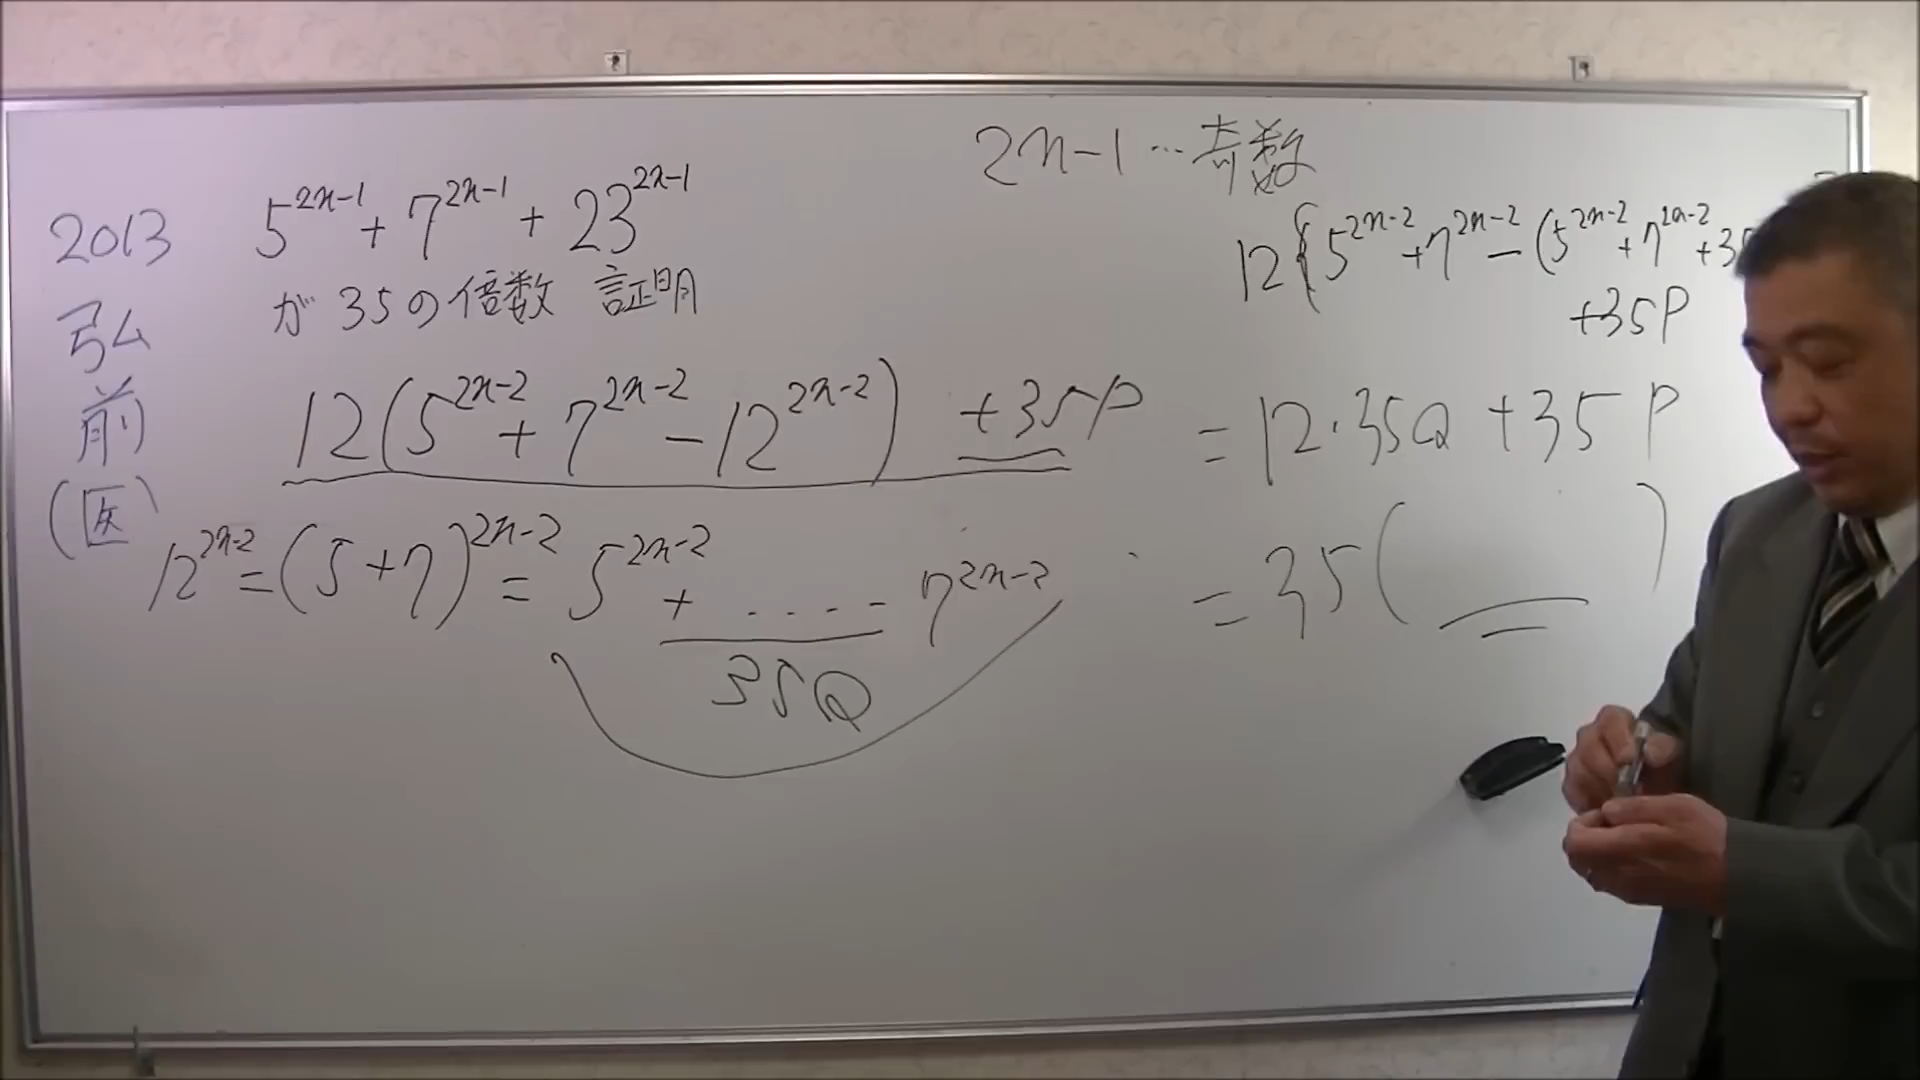 2013
弘
前
(医)
5^{2n-1} + 7^{2n-1} + 23^{2n-1}
が 35の倍数 証明
12(5^{2n-2} + 7^{2n-2} - 12^{2n-2}) +35P
12^{2n-2} = (5+7)^{2n-2} = 5^{2n-2} + ..... 7^{2n-2}
35Q
2n-1 … 奇数
12{5^{2n-2} + 7^{2n-2} - (5^{2n-2} + 7^{2n-2} + 35
+35P
= 12・35Q + 35P
= 35(      )